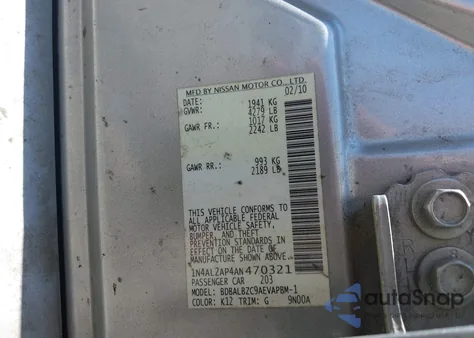 MFD BY NISSAN MOTOR CO., LTD.
DATE: 02/10
GVWR: 1941 KG
4279 LB
GAWR FR.: 1017 KG
2242 LB
GAWR RR.: 993 KG
2189 LB
THIS VEHICLE CONFORMS TO
ALL APPLICABLE FEDERAL
MOTOR VEHICLE SAFETY,
BUMPER, AND THEFT
PREVENTION STANDARDS
IN EFFECT ON THE DATE OF
MANUFACTURE SHOWN ABOVE.
1N4AL2AP4AN470321
PASSENGER CAR 203
MODEL: BDBALBZC9AEVAPBM-1
COLOR: K12 TRIM: G 9N00A
autoSnap